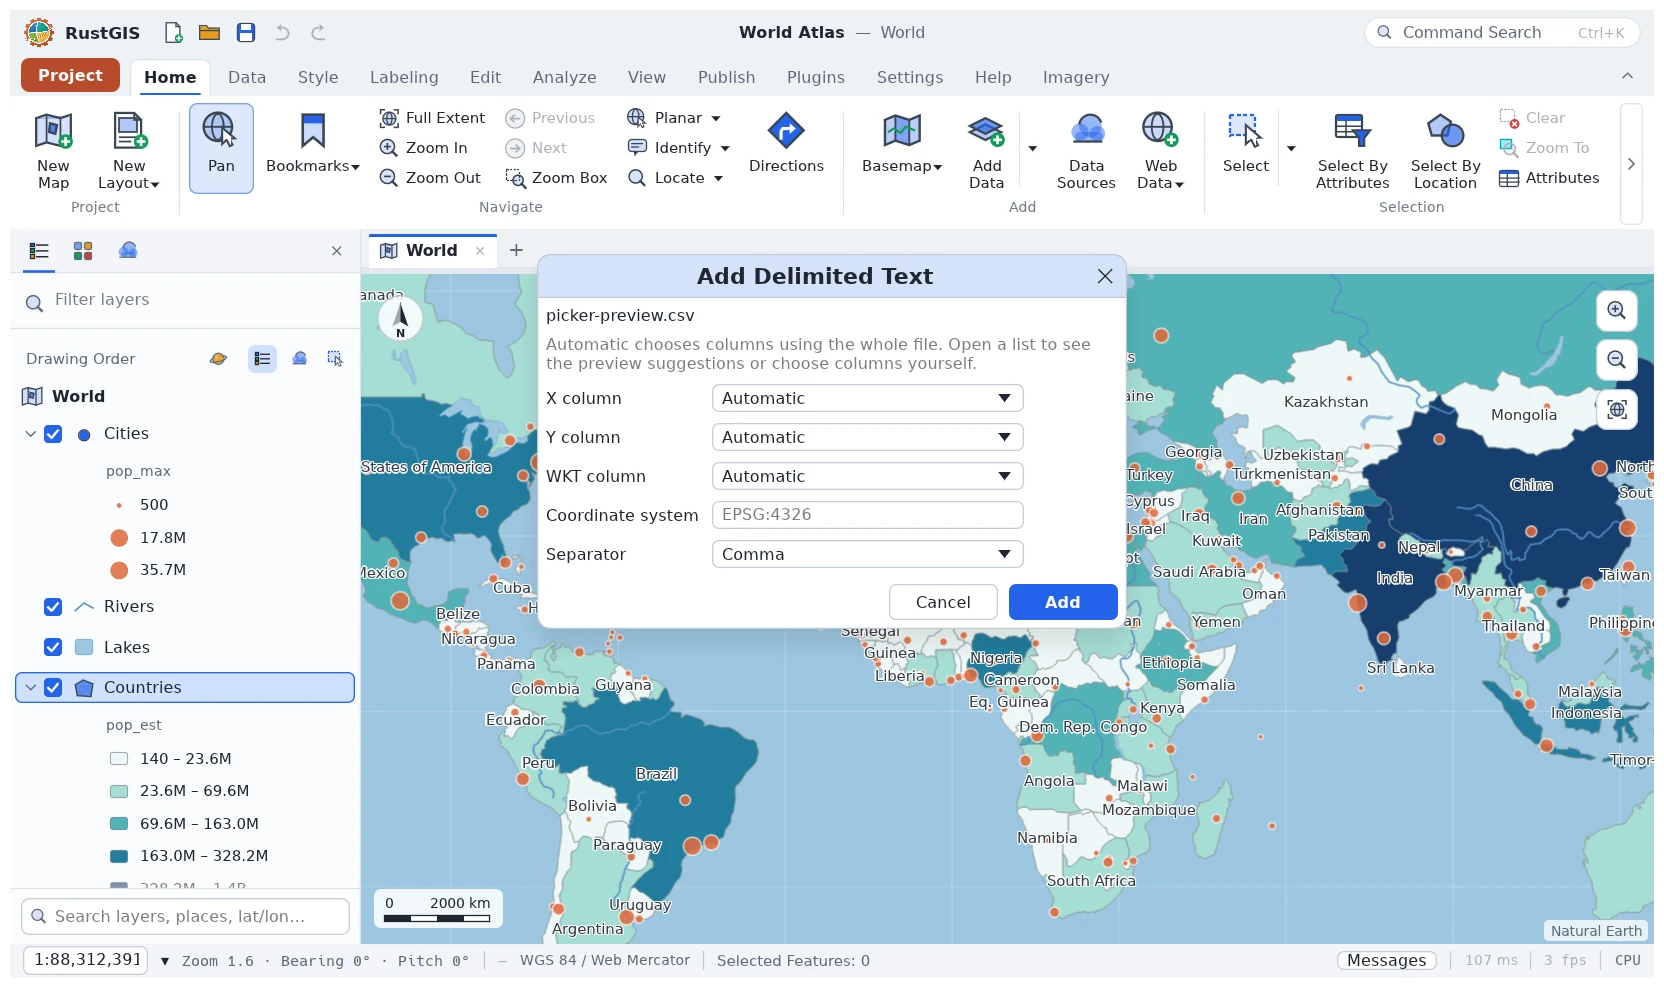 RustGIS
World Atlas — World
Command Search Ctrl+K
Project Home Data Style Labeling Edit Analyze View Publish Plugins Settings Help Imagery
New Map
New Layout
Project
Pan
Bookmarks
Full Extent
Zoom In
Zoom Out
Previous
Next
Zoom Box
Planar
Identify
Locate
Directions
Navigate
Basemap
Add Data
Data Sources
Web Data
Add
Select
Select By Attributes
Select By Location
Clear
Zoom To
Attributes
Selection
World
Filter layers
Drawing Order
World
Cities
pop_max
500
17.8M
35.7M
Rivers
Lakes
Countries
pop_est
140 – 23.6M
23.6M – 69.6M
69.6M – 163.0M
163.0M – 328.2M
328.2M – 1.4B
Search layers, places, lat/lon...
Add Delimited Text
picker-preview.csv
Automatic chooses columns using the whole file. Open a list to see
the preview suggestions or choose columns yourself.
X column Automatic
Y column Automatic
WKT column Automatic
Coordinate system EPSG:4326
Separator Comma
Cancel Add
anada
N
States of America
Mexico
Cuba
H
Belize
Nicaragua
Panama
Colombia
Guyana
Ecuador
Peru
Brazil
Bolivia
Paraguay
Uruguay
Argentina
s
aine
Kazakhstan
Mongolia
Georgia
Uzbekistan
Turkmenistan
Turkey
North
China
South
Cyprus
Israel
Iraq
Iran
Afghanistan
Kuwait
Pakistan
Nepal
pt
Saudi Arabia
India
Taiwan
Oman
Myanmar
an
Yemen
Thailand
Philippine
Senegal
Guinea
Nigeria
Ethiopia
Sri Lanka
Liberia
Cameroon
Somalia
Malaysia
Eq. Guinea
Kenya
Indonesia
Dem. Rep. Congo
Timor-
Angola
Malawi
Mozambique
Namibia
South Africa
0 2000 km
Natural Earth
1:88,312,391
Zoom 1.6 · Bearing 0° · Pitch 0°
— WGS 84 / Web Mercator
Selected Features: 0
Messages
107 ms
3 fps
CPU